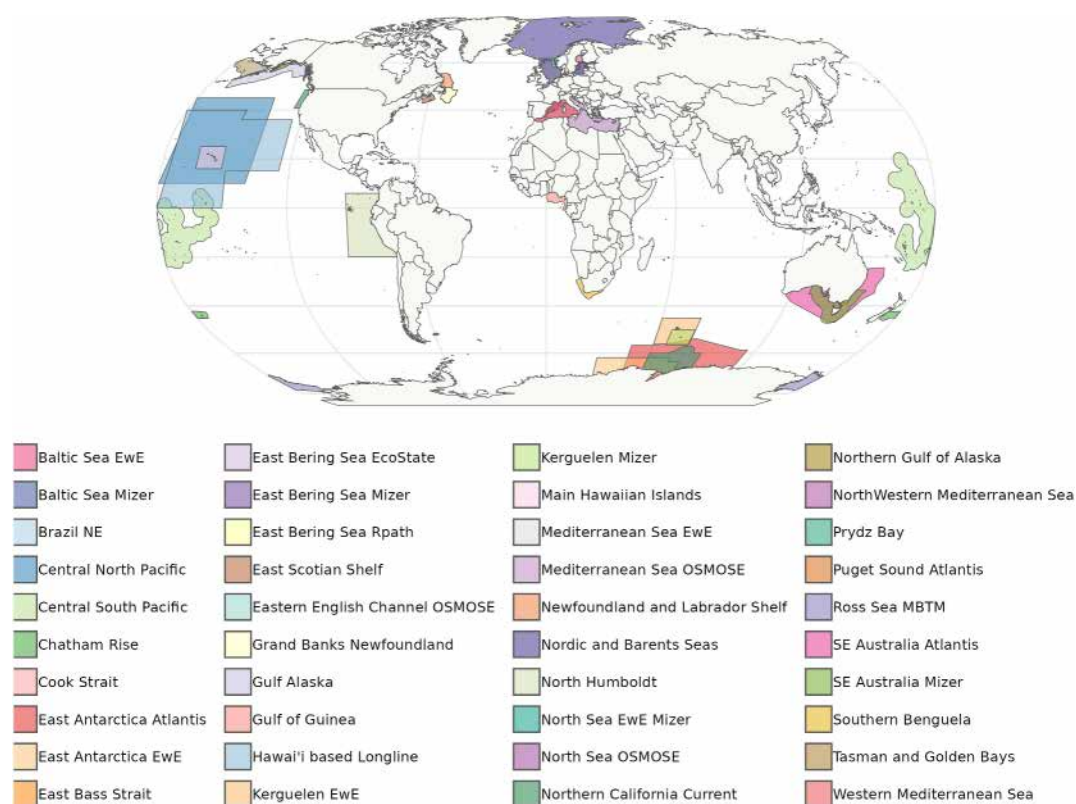 Baltic Sea EwE
Baltic Sea Mizer
Brazil NE
Central North Pacific
Central South Pacific
Chatham Rise
Cook Strait
East Antarctica Atlantis
East Antarctica EwE
East Bass Strait
East Bering Sea EcoState
East Bering Sea Mizer
East Bering Sea Rpath
East Scotian Shelf
Eastern English Channel OSMOSE
Grand Banks Newfoundland
Gulf Alaska
Gulf of Guinea
Hawai'i based Longline
Kerguelen EwE
Kerguelen Mizer
Main Hawaiian Islands
Mediterranean Sea EwE
Mediterranean Sea OSMOSE
Newfoundland and Labrador Shelf
Nordic and Barents Seas
North Humboldt
North Sea EwE Mizer
North Sea OSMOSE
Northern California Current
Northern Gulf of Alaska
NorthWestern Mediterranean Sea
Prydz Bay
Puget Sound Atlantis
Ross Sea MBTM
SE Australia Atlantis
SE Australia Mizer
Southern Benguela
Tasman and Golden Bays
Western Mediterranean Sea